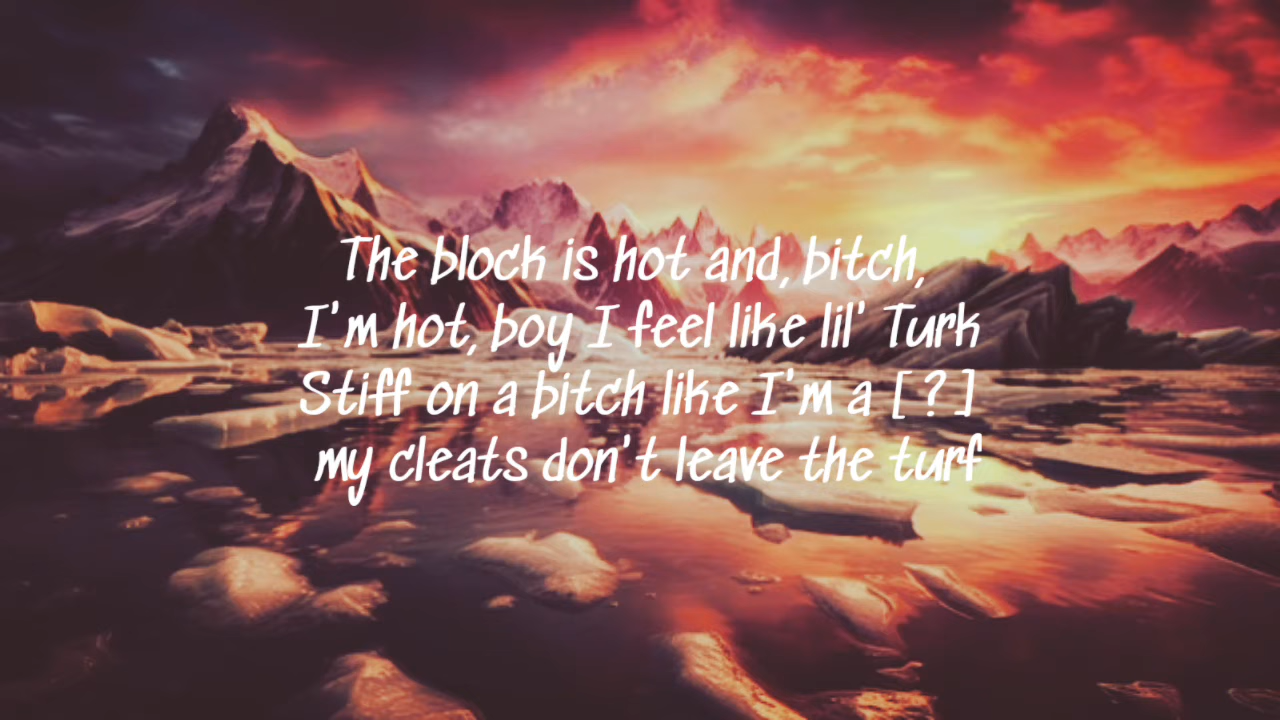 The block is hot and, bitch,
I'm hot, boy I feel like lil' Turk
Stiff on a bitch like I'm a [?]
my cleats don't leave the turf